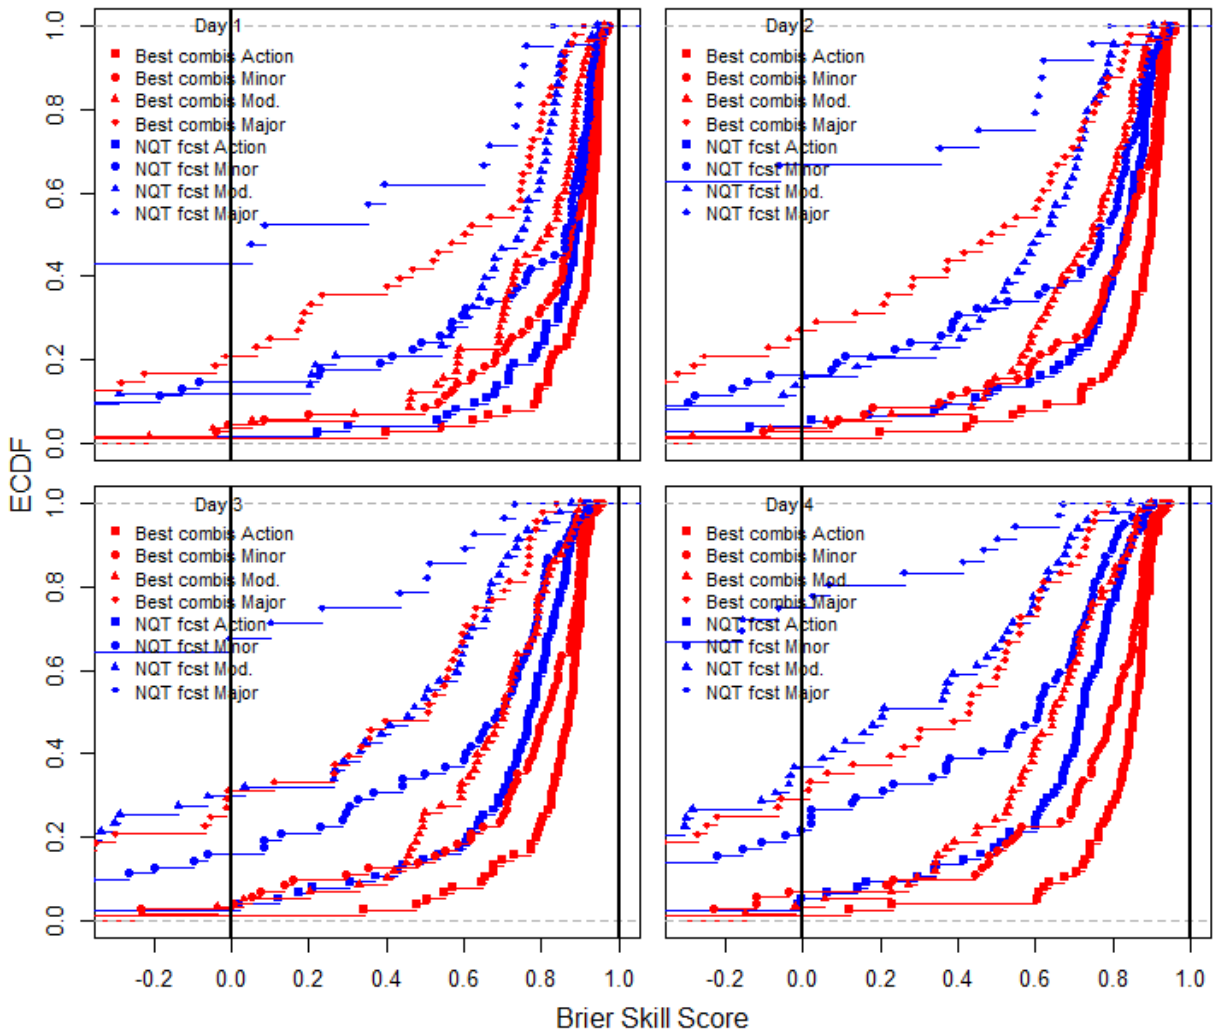 Day 1
Best combis Action
Best combis Minor
Best combis Mod.
Best combis Major
NQT fcst Action
NQT fcst Minor
NQT fcst Mod.
NQT fcst Major
0.0
0.2
0.4
0.6
0.8
1.0
Day 2
Best combis Action
Best combis Minor
Best combis Mod.
Best combis Major
NQT fcst Action
NQT fcst Minor
NQT fcst Mod.
NQT fcst Major
ECDF
Day 3
Best combis Action
Best combis Minor
Best combis Mod.
Best combis Major
NQT fcst Action
NQT fcst Minor
NQT fcst Mod.
NQT fcst Major
0.0
0.2
0.4
0.6
0.8
1.0
Day 4
Best combis Action
Best combis Minor
Best combis Mod.
Best combis Major
NQT fcst Action
NQT fcst Minor
NQT fcst Mod.
NQT fcst Major
-0.2 0.0 0.2 0.4 0.6 0.8 1.0
-0.2 0.0 0.2 0.4 0.6 0.8 1.0
Brier Skill Score